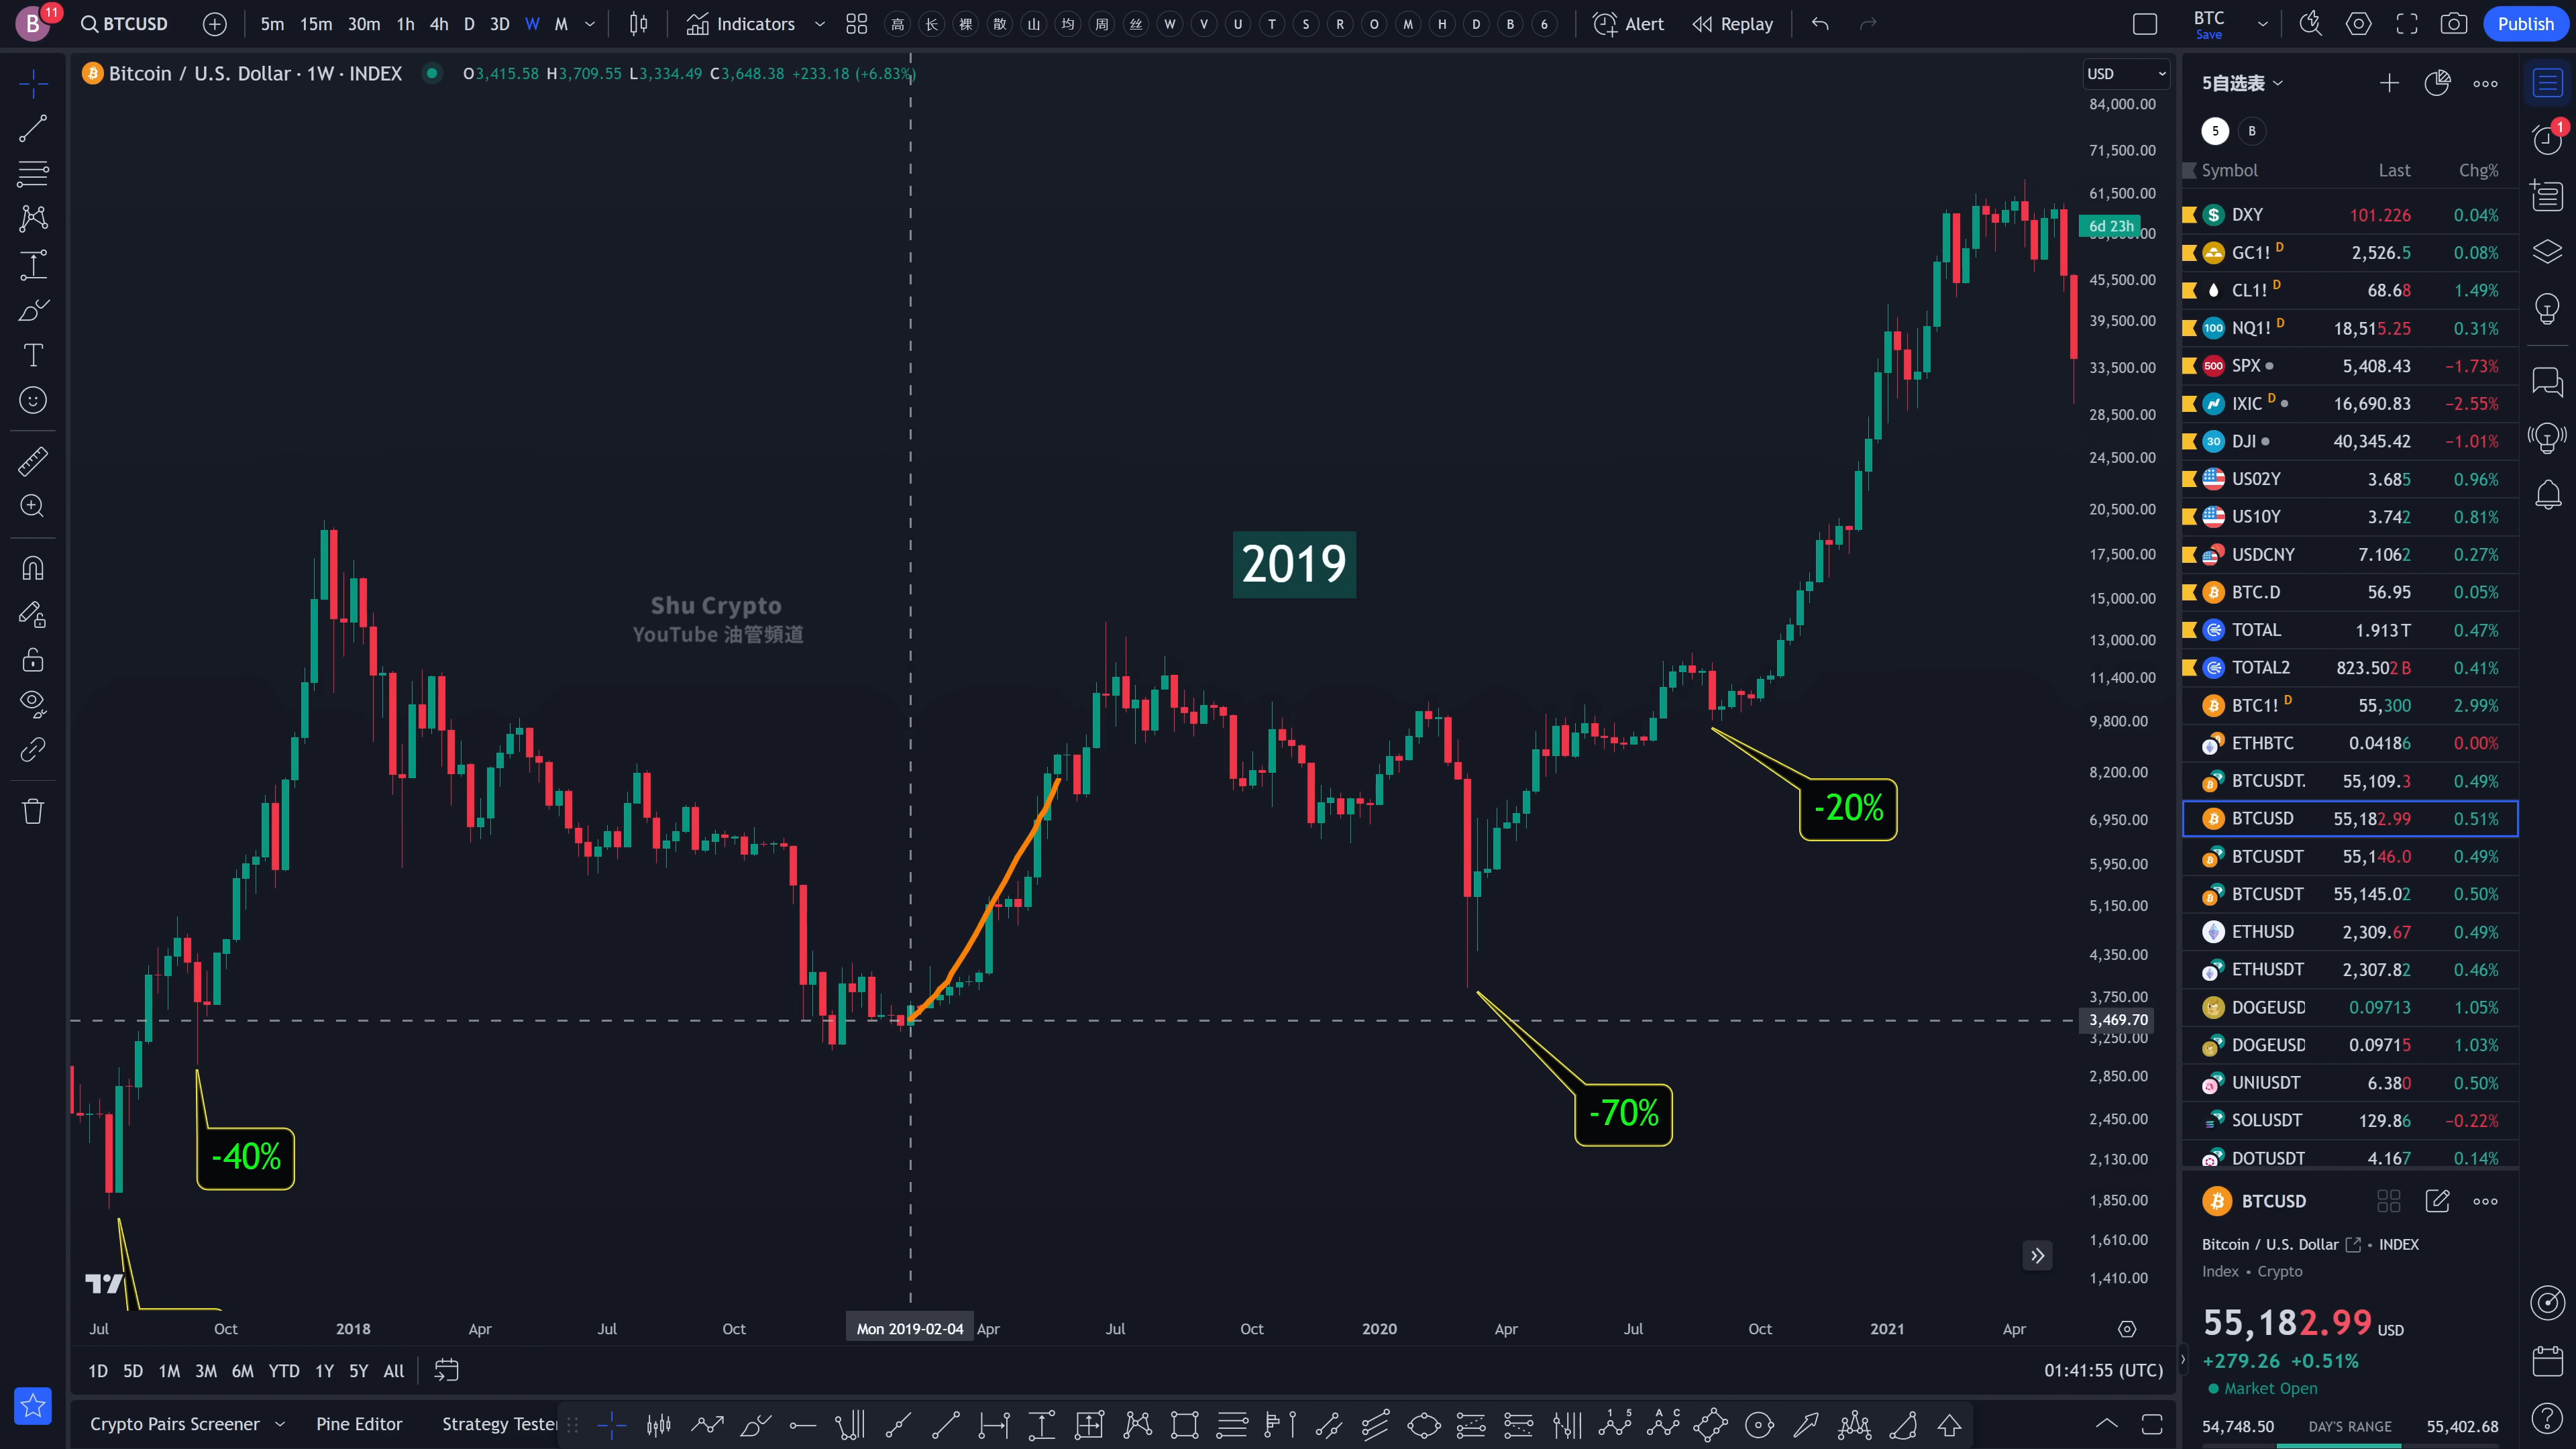 B 11 BTCUSD 5m 15m 30m 1h 4h D 3D W M Indicators 高 长 裸 散 山 均 周 丝 W V U T S R O M H D B 6 Alert Replay BTC Save Publish
Bitcoin / U.S. Dollar · 1W · INDEX O3,415.58 H3,709.55 L3,334.49 C3,648.38 +233.18 (+6.83%)
USD
84,000.00
71,500.00
61,500.00
6d 23h
45,500.00
39,500.00
33,500.00
28,500.00
24,500.00
20,500.00
17,500.00
15,000.00
13,000.00
11,400.00
9,800.00
8,200.00
6,950.00
5,950.00
5,150.00
4,350.00
3,750.00
3,469.70
3,250.00
2,850.00
2,450.00
2,130.00
1,850.00
1,610.00
1,410.00
2019
Shu Crypto
YouTube 油管頻道
-20%
-70%
-40%
Jul Oct 2018 Apr Jul Oct Mon 2019-02-04 Apr Jul Oct 2020 Apr Jul Oct 2021 Apr
1D 5D 1M 3M 6M YTD 1Y 5Y All 01:41:55 (UTC)
Crypto Pairs Screener Pine Editor Strategy Tester
5自选表
5 B
Symbol Last Chg%
DXY 101.226 0.04%
GC1! D 2,526.5 0.08%
CL1! D 68.68 1.49%
100 NQ1! D 18,515.25 0.31%
500 SPX 5,408.43 −1.73%
IXIC D 16,690.83 −2.55%
30 DJI 40,345.42 −1.01%
US02Y 3.685 0.96%
US10Y 3.742 0.81%
USDCNY 7.1062 0.27%
BTC.D 56.95 0.05%
TOTAL 1.913T 0.47%
TOTAL2 823.502B 0.41%
BTC1! D 55,300 2.99%
ETHBTC 0.04186 0.00%
BTCUSDT. 55,109.3 0.49%
BTCUSD 55,182.99 0.51%
BTCUSDT 55,146.0 0.49%
BTCUSDT 55,145.02 0.50%
ETHUSD 2,309.67 0.49%
ETHUSDT 2,307.82 0.46%
DOGEUSD 0.09713 1.05%
DOGEUSD 0.09715 1.03%
UNIUSDT 6.380 0.50%
SOLUSDT 129.86 −0.22%
DOTUSDT 4.167 0.14%
BTCUSD
Bitcoin / U.S. Dollar • INDEX
Index • Crypto
55,182.99 USD
+279.26 +0.51%
Market Open
54,748.50 DAY'S RANGE 55,402.68
1